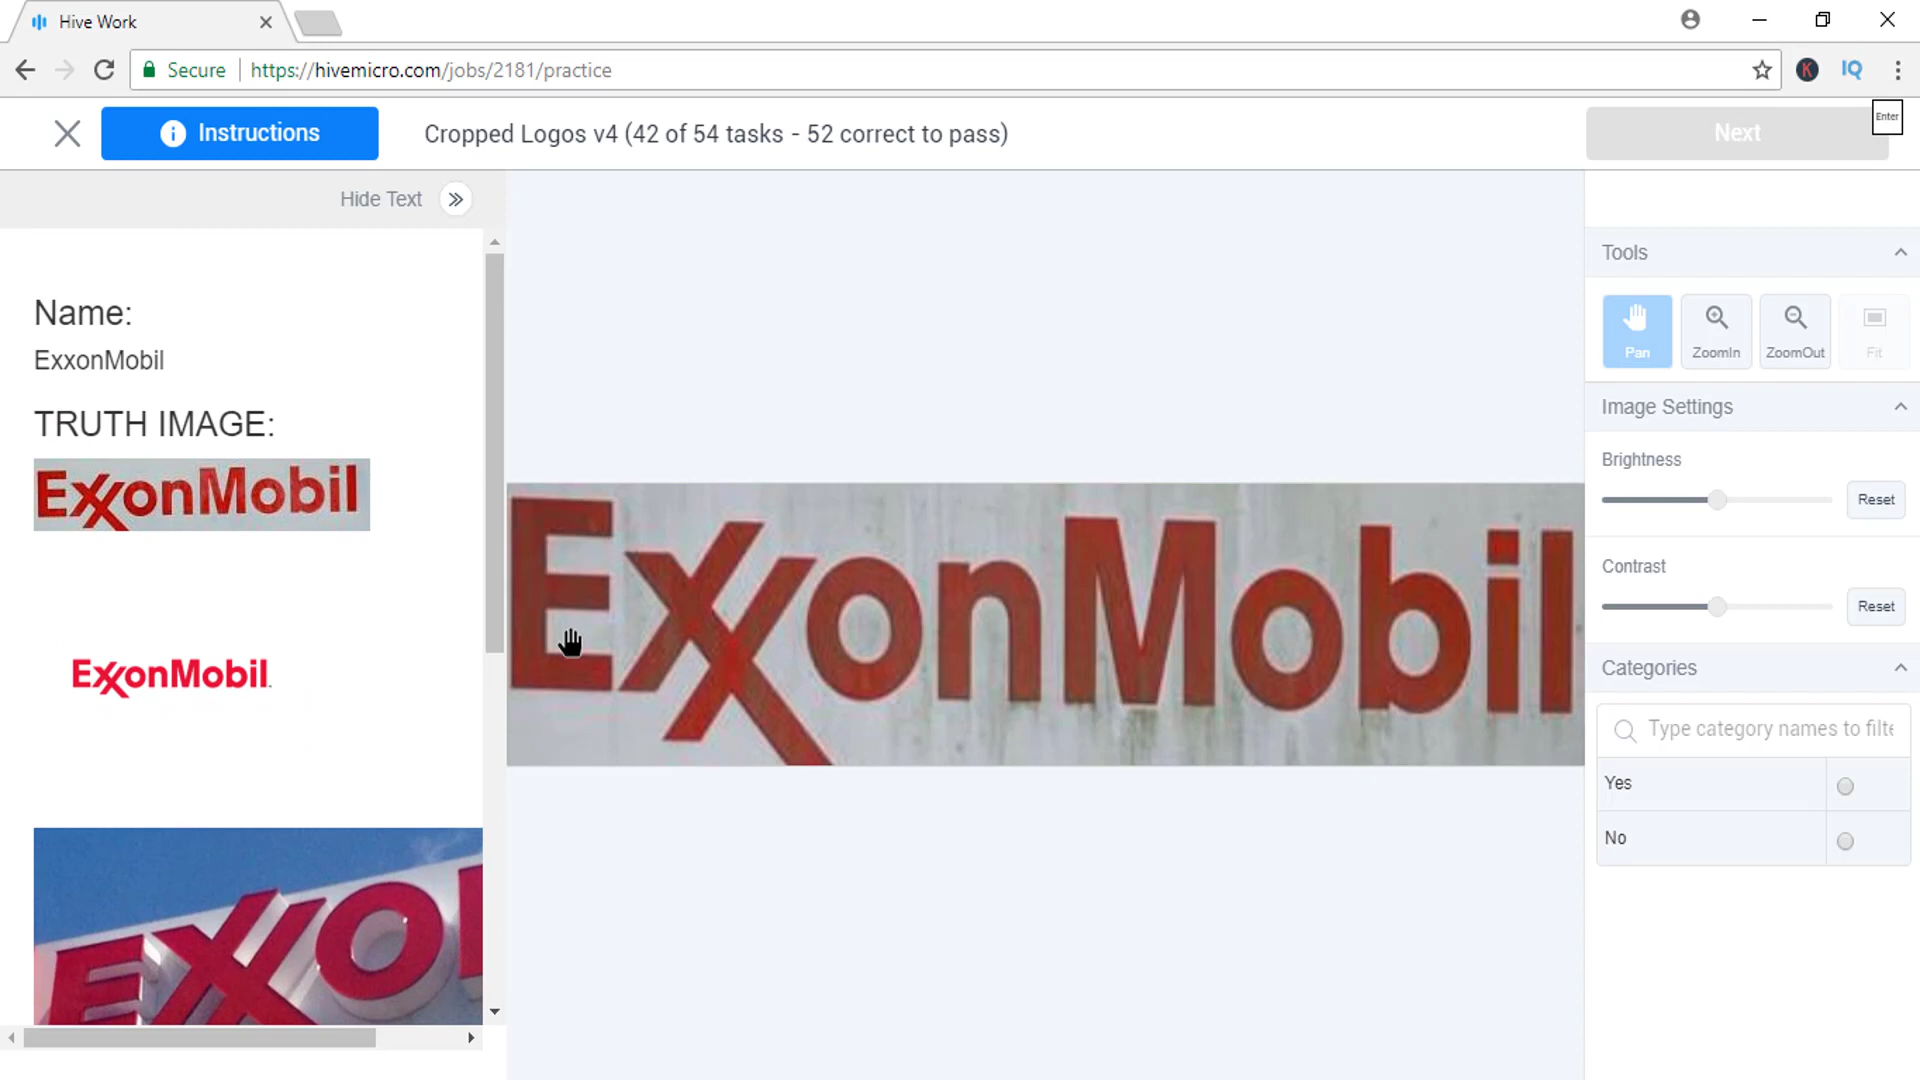 Hive Work
Secure
https://hivemicro.com/jobs/2181/practice
K
IQ
Instructions
Cropped Logos v4 (42 of 54 tasks - 52 correct to pass)
Next
Enter
Hide Text
Name:
ExxonMobil
TRUTH IMAGE:
ExxonMobil
ExxonMobil
EXXO
ExxonMobil
Tools
Pan
ZoomIn
ZoomOut
Fit
Image Settings
Brightness
Reset
Contrast
Reset
Categories
Type category names to filte
Yes
No